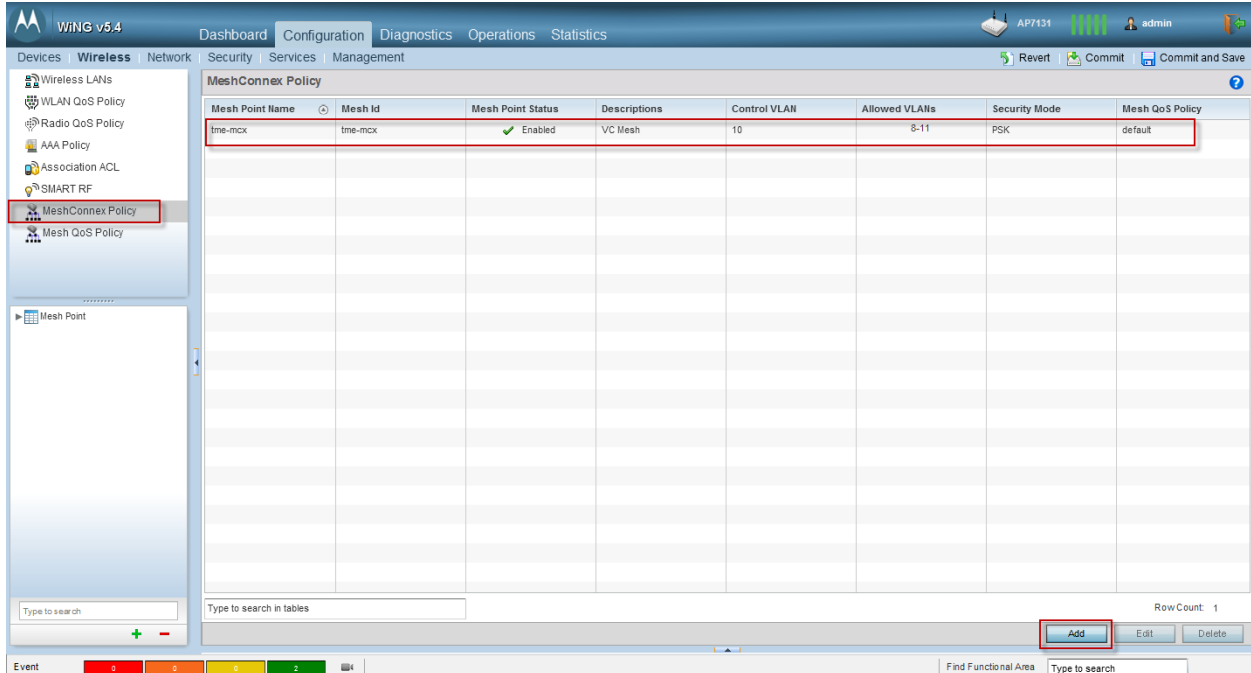 WiNG v5.4
Dashboard Configuration Diagnostics Operations Statistics
AP7131 admin
Devices Wireless Network Security Services Management
Revert Commit Commit and Save
Wireless LANs
WLAN QoS Policy
Radio QoS Policy
AAA Policy
Association ACL
SMART RF
MeshConnex Policy
Mesh QoS Policy
Mesh Point
Type to search
MeshConnex Policy
Mesh Point Name Mesh Id Mesh Point Status Descriptions Control VLAN Allowed VLANs Security Mode Mesh QoS Policy
tme-mcx tme-mcx Enabled VC Mesh 10 8-11 PSK default
Type to search in tables
Row Count: 1
Add Edit Delete
Event 0 0 0 2
Find Functional Area Type to search